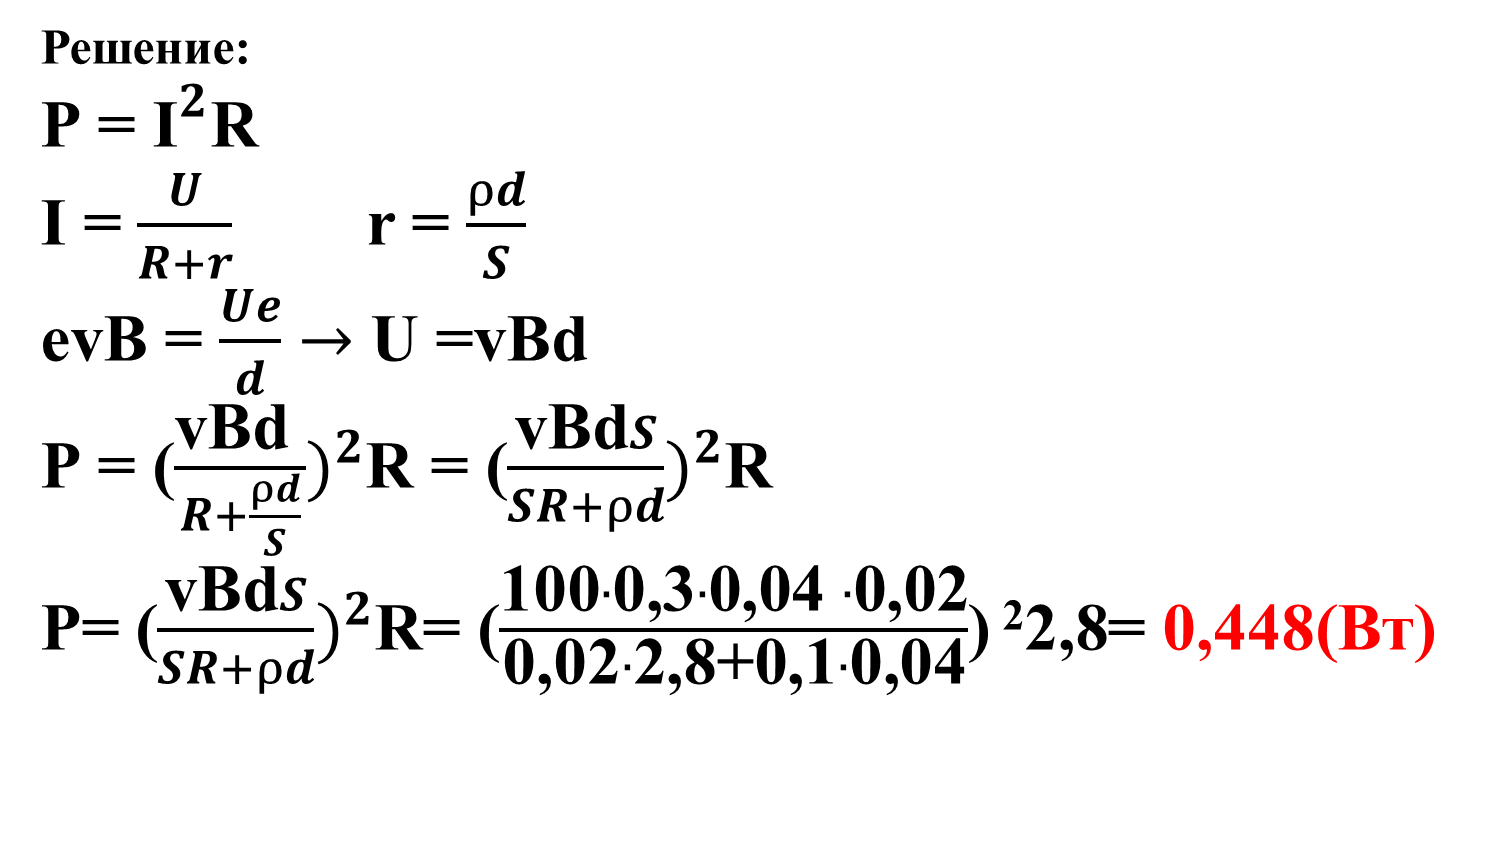 Решение:
P = I²R
I = U/(R+r) r = ρd/S
evB = Ue/d → U =vBd
P = (vBd/(R+ρd/S))²R = (vBdS/(SR+ρd))²R
P= (vBdS/(SR+ρd))²R= (100·0,3·0,04 ·0,02/(0,02·2,8+0,1·0,04)) ²2,8= 0,448(Вт)